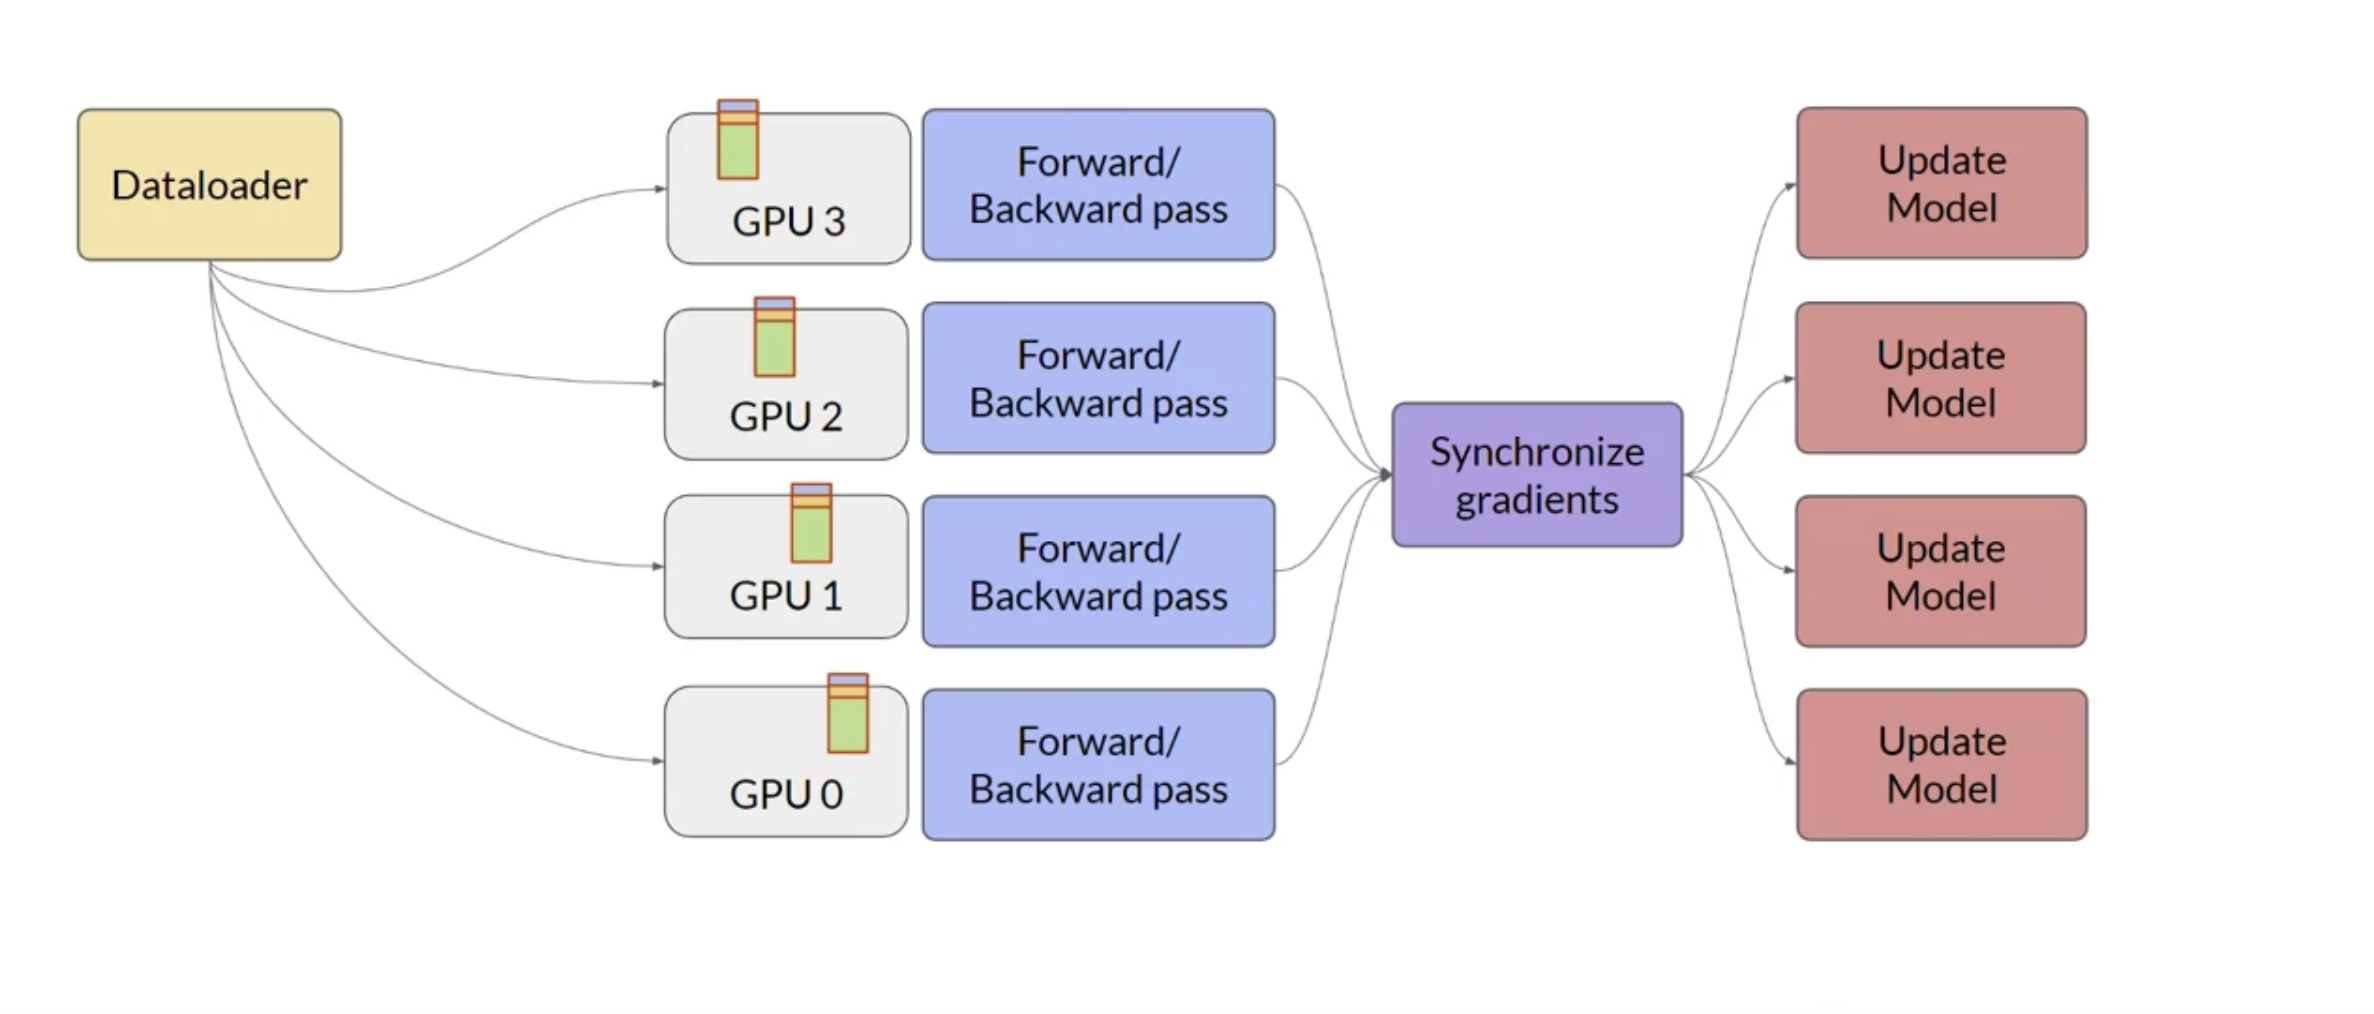 Dataloader
GPU 3
Forward/
Backward pass
Update
Model
GPU 2
Forward/
Backward pass
Update
Model
Synchronize
gradients
GPU 1
Forward/
Backward pass
Update
Model
GPU 0
Forward/
Backward pass
Update
Model